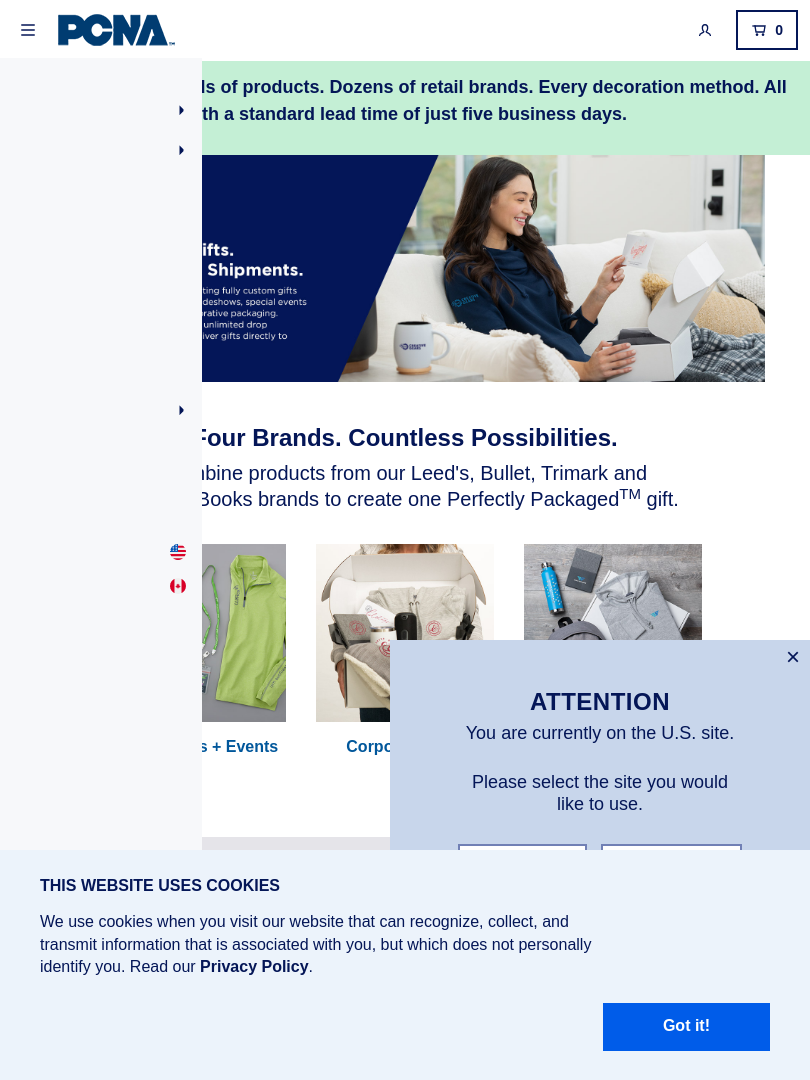 PCNA
0
ls of products. Dozens of retail brands. Every decoration method. All
th a standard lead time of just five business days.
ifts.
Shipments.
ting fully custom gifts
deshows, special events
orative packaging.
unlimited drop
iver gifts directly to
Four Brands. Countless Possibilities.
nbine products from our Leed's, Bullet, Trimark and
Books brands to create one Perfectly Packaged™ gift.
s + Events
Corpo
ATTENTION
You are currently on the U.S. site.
Please select the site you would
like to use.
THIS WEBSITE USES COOKIES
We use cookies when you visit our website that can recognize, collect, and
transmit information that is associated with you, but which does not personally
identify you. Read our Privacy Policy.
Got it!